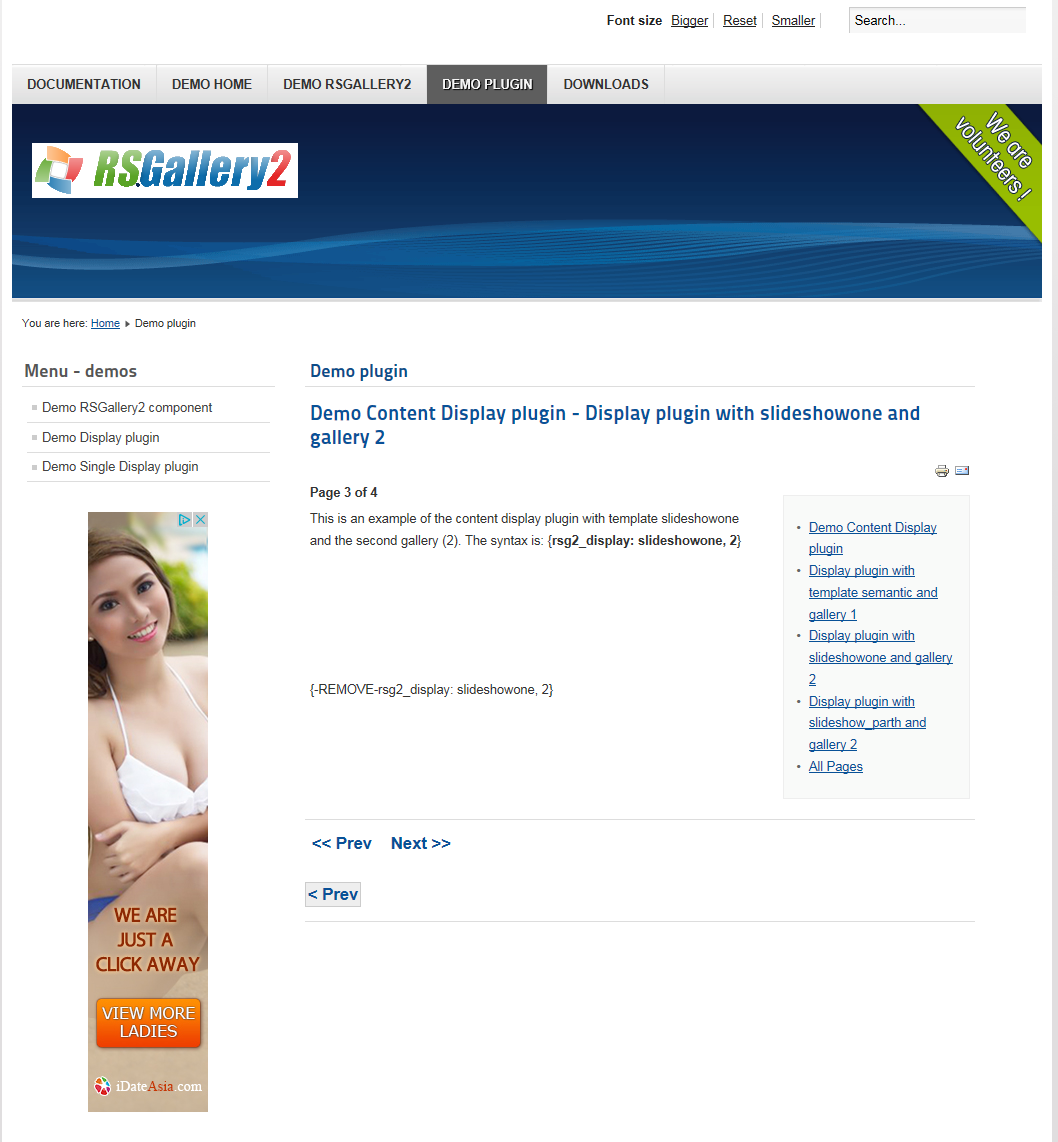 Font size Bigger Reset Smaller Search...
DOCUMENTATION DEMO HOME DEMO RSGALLERY2 DEMO PLUGIN DOWNLOADS
RSGallery2
We are
volunteers !
You are here: Home Demo plugin
Menu - demos
Demo RSGallery2 component
Demo Display plugin
Demo Single Display plugin
WE ARE
JUST A
CLICK AWAY
VIEW MORE
LADIES
iDateAsia.com
Demo plugin
Demo Content Display plugin - Display plugin with slideshowone and
gallery 2
Page 3 of 4
This is an example of the content display plugin with template slideshowone
and the second gallery (2). The syntax is: {rsg2_display: slideshowone, 2}
{-REMOVE-rsg2_display: slideshowone, 2}
• Demo Content Display
plugin
• Display plugin with
template semantic and
gallery 1
• Display plugin with
slideshowone and gallery
2
• Display plugin with
slideshow_parth and
gallery 2
• All Pages
<< Prev Next >>
< Prev